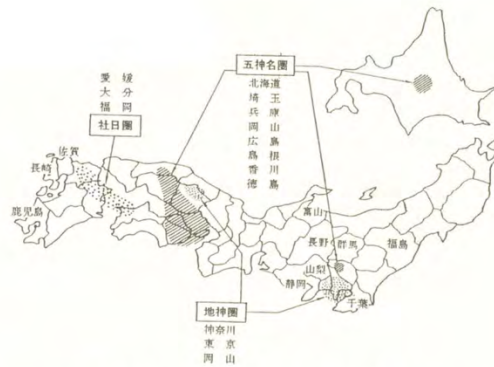 五神名圏
北海道
埼玉
兵庫
岡山
広島
島根
香川
徳島
愛媛
大分
福岡
社日圏
佐賀
長崎
鹿児島
富山
長野
群馬
福島
山梨
静岡
千葉
地神圏
神奈川
東京
岡山